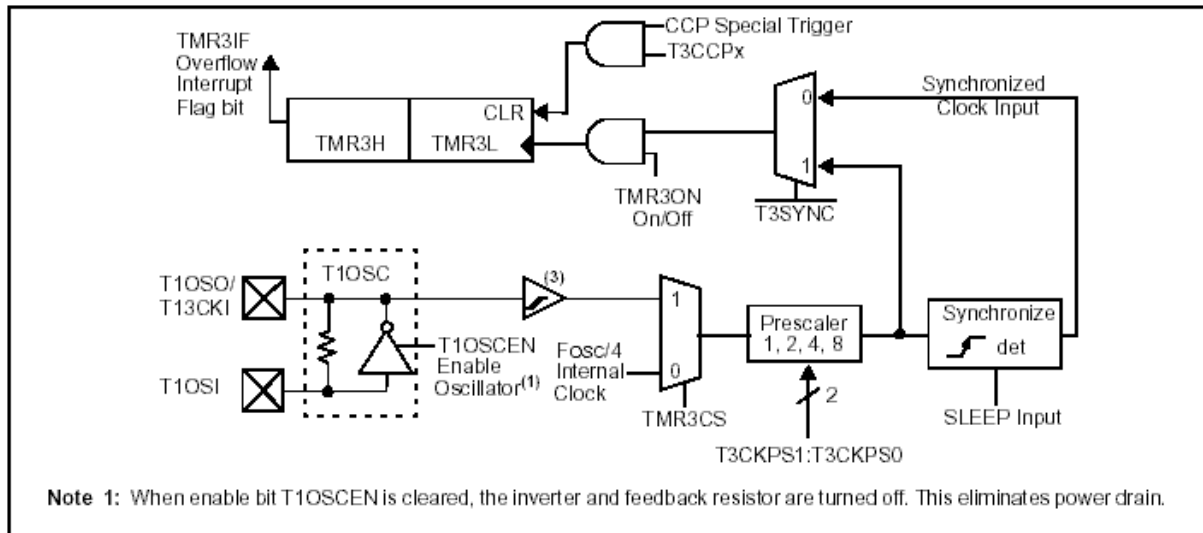 TMR3IF
Overflow
Interrupt
Flag bit
CCP Special Trigger
T3CCPx
CLR
TMR3H
TMR3L
TMR3ON
On/Off
0
1
T3SYNC
Synchronized
Clock Input
T1OSO/
T13CKI
T1OSI
T1OSC
T1OSCEN
Enable
Oscillator(1)
(3)
Fosc/4
Internal
Clock
1
0
TMR3CS
Prescaler
1, 2, 4, 8
2
T3CKPS1:T3CKPS0
Synchronize
det
SLEEP Input
Note 1: When enable bit T1OSCEN is cleared, the inverter and feedback resistor are turned off. This eliminates power drain.